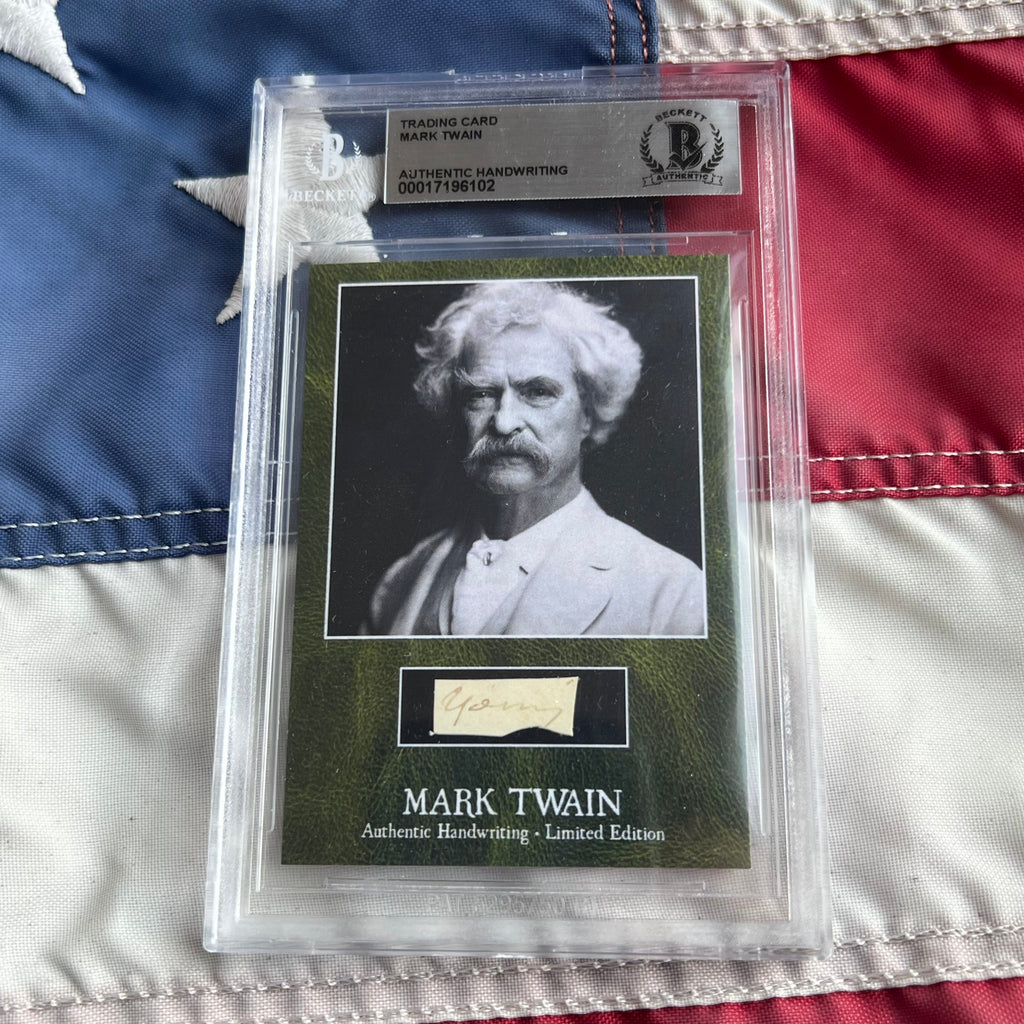 TRADING CARD
MARK TWAIN
AUTHENTIC HANDWRITING
00017196102
BECKETT
B
AUTHENTIC
B
BECKETT
MARK TWAIN
Authentic Handwriting • Limited Edition